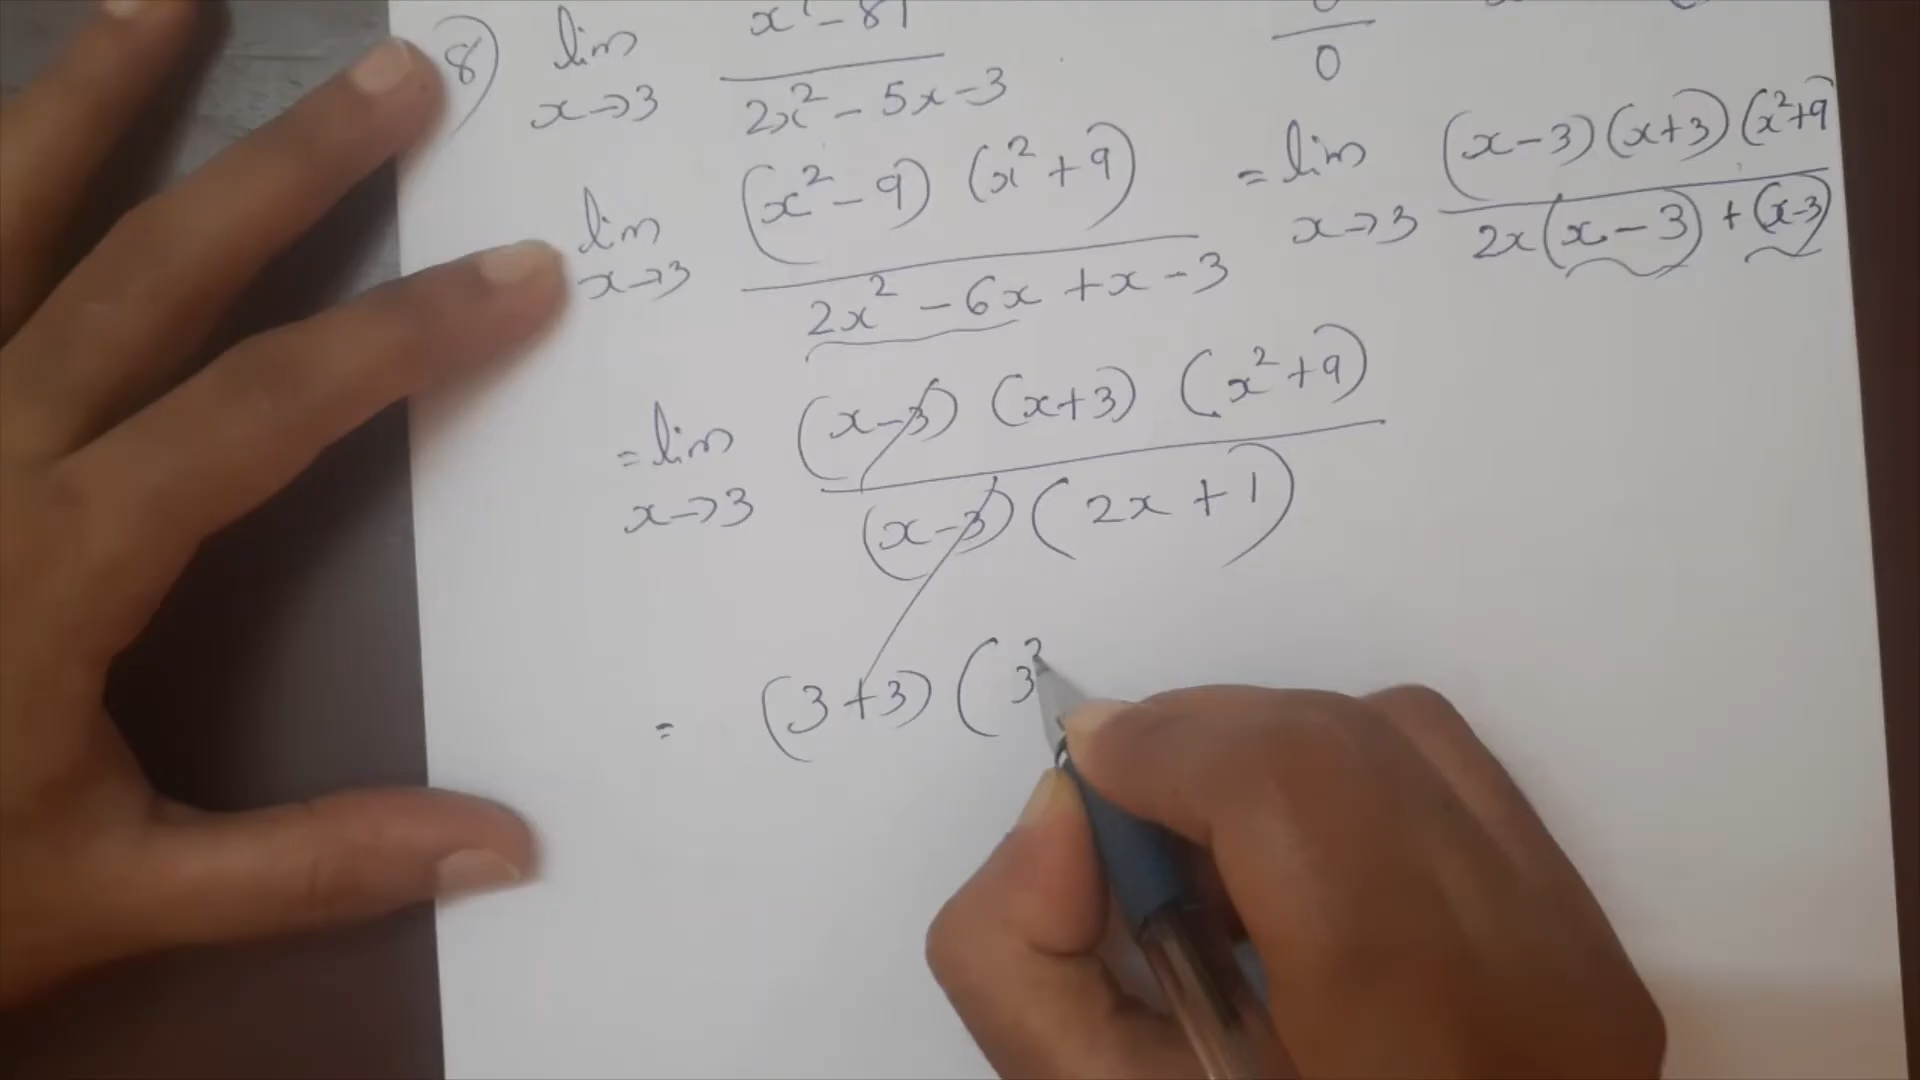 8) lim x→3 x⁴ - 81 / 2x² - 5x - 3
0/0
lim x→3 (x² - 9) (x² + 9) / 2x² - 6x + x - 3
= lim x→3 (x-3) (x+3) (x²+9 / 2x(x-3) + (x-3)
= lim x→3 (x-3) (x+3) (x²+9) / (x-3) (2x + 1)
= (3+3) (3²